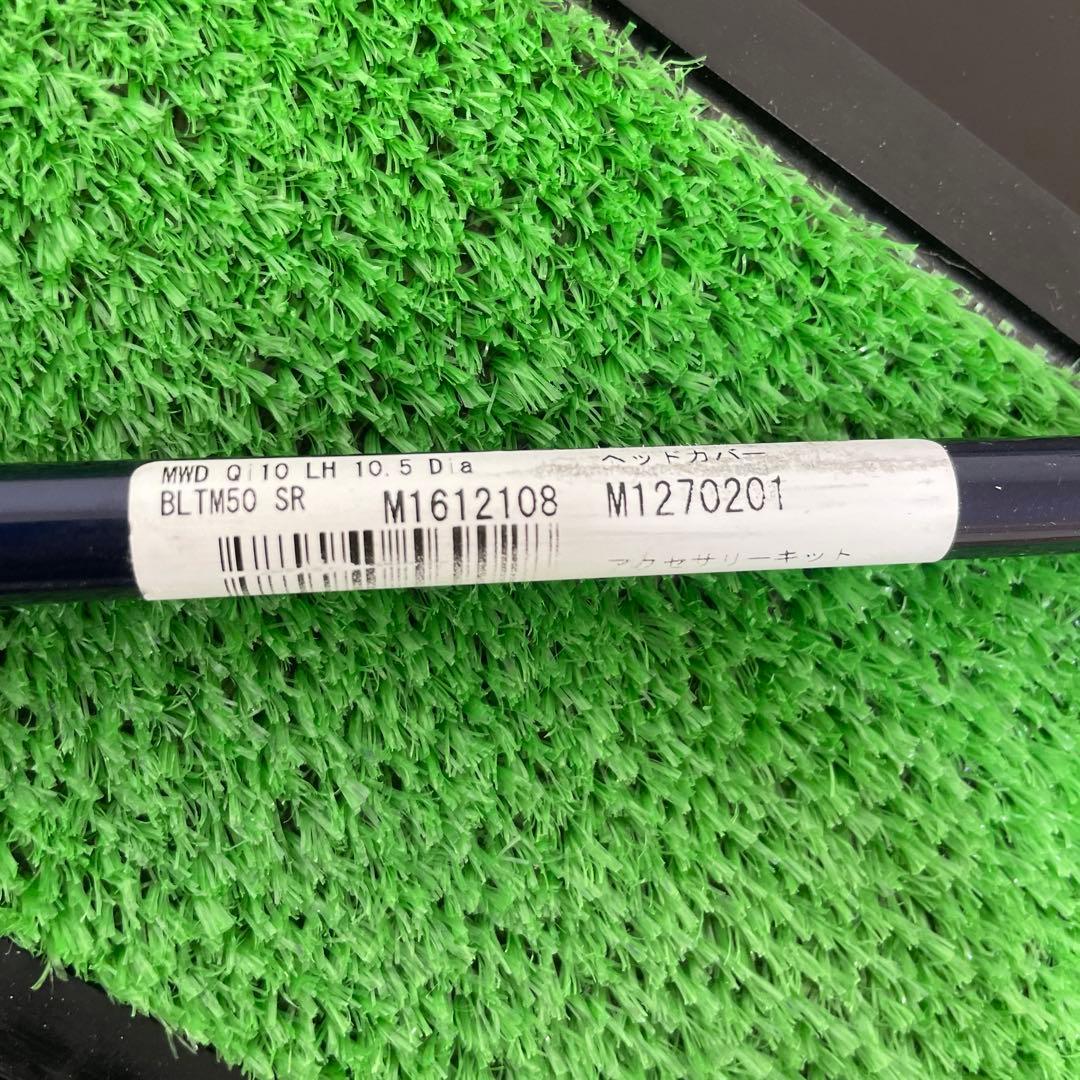 MWD Qi10 LH 10.5 Dia
BLTM50 SR
M1612108
ヘッドカバー
M1270201
アクセサリーキット